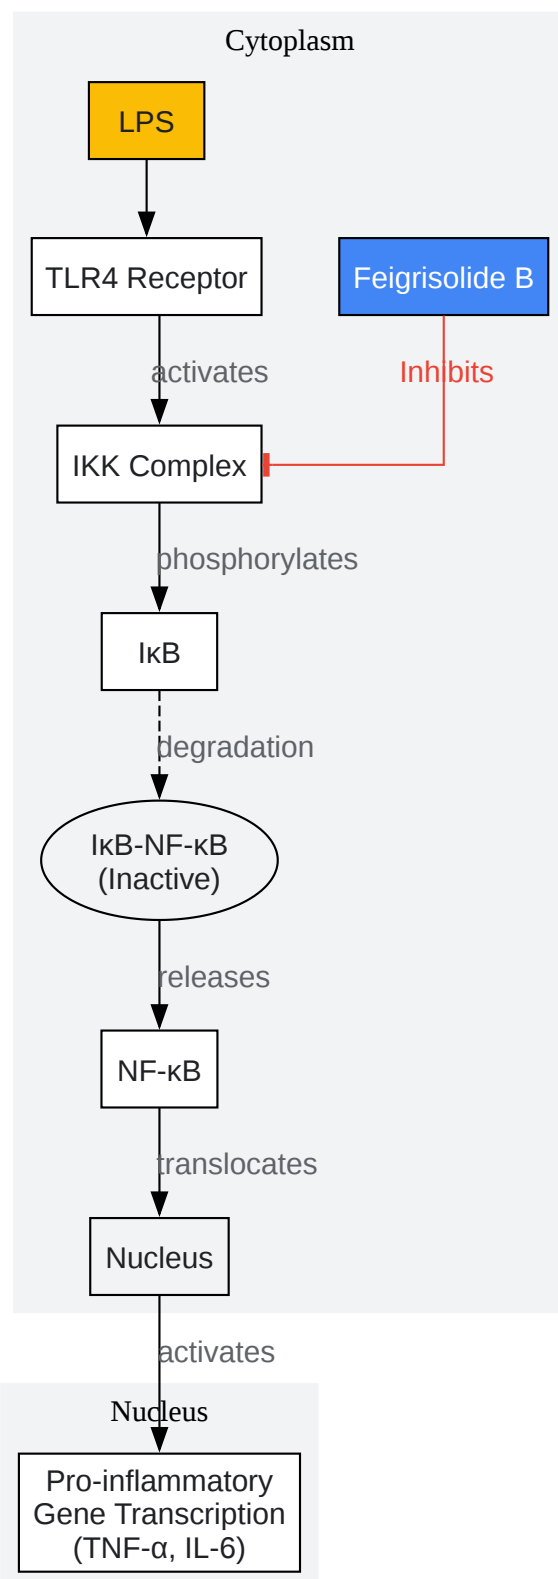 Cytoplasm
LPS
TLR4 Receptor
Feigrisolide B
activates
Inhibits
IKK Complex
phosphorylates
IκB
degradation
IκB-NF-κB
(Inactive)
releases
NF-κB
translocates
Nucleus
activates
Nucleus
Pro-inflammatory
Gene Transcription
(TNF-α, IL-6)